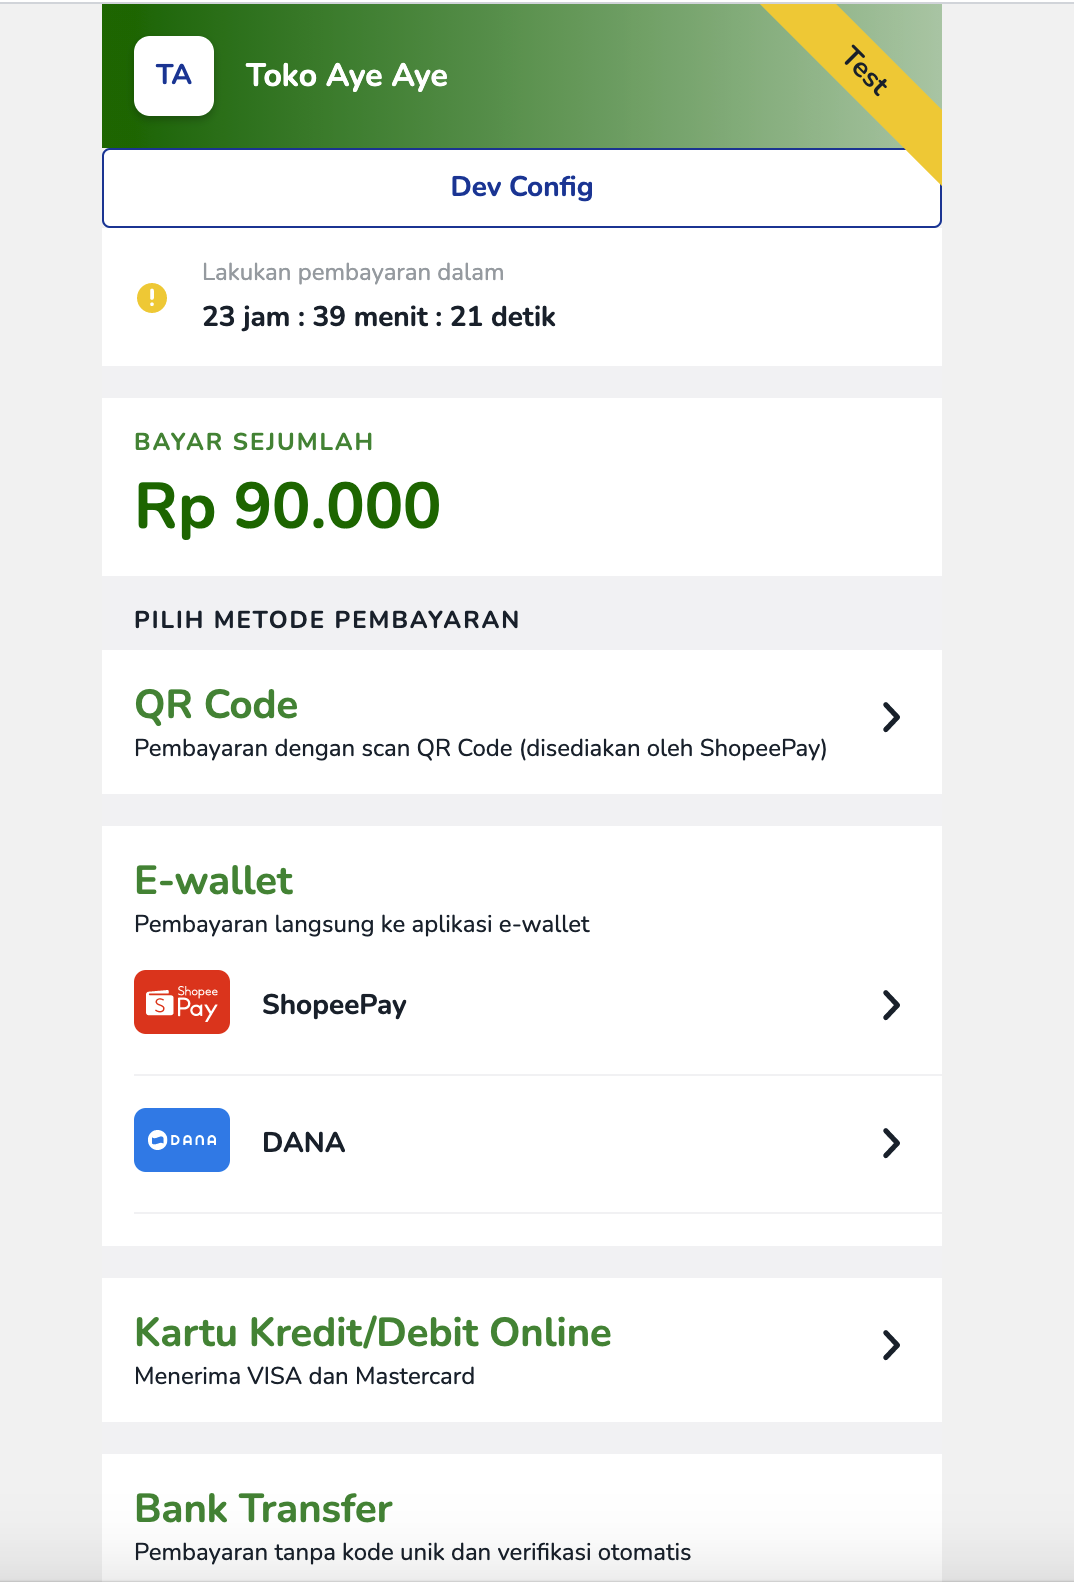 TA
Toko Aye Aye
Test
Dev Config
Lakukan pembayaran dalam
23 jam : 39 menit : 21 detik
BAYAR SEJUMLAH
Rp 90.000
PILIH METODE PEMBAYARAN
QR Code
Pembayaran dengan scan QR Code (disediakan oleh ShopeePay)
E-wallet
Pembayaran langsung ke aplikasi e-wallet
Shopee
S Pay
ShopeePay
DANA
DANA
Kartu Kredit/Debit Online
Menerima VISA dan Mastercard
Bank Transfer
Pembayaran tanpa kode unik dan verifikasi otomatis